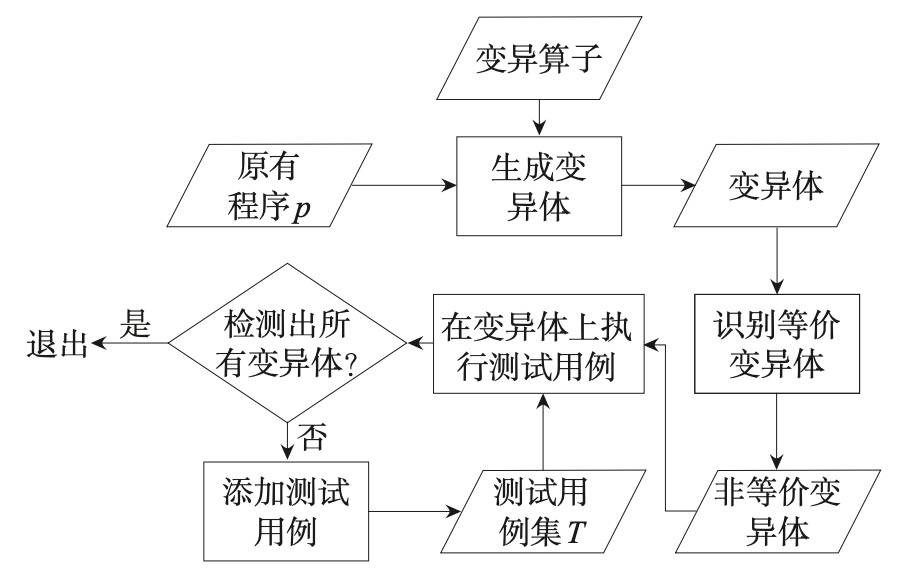 变异算子
原有
程序p
生成变
异体
变异体
退出
是
检测出所
有变异体?
在变异体上执
行测试用例
识别等价
变异体
否
添加测试
用例
测试用
例集T
非等价变
异体